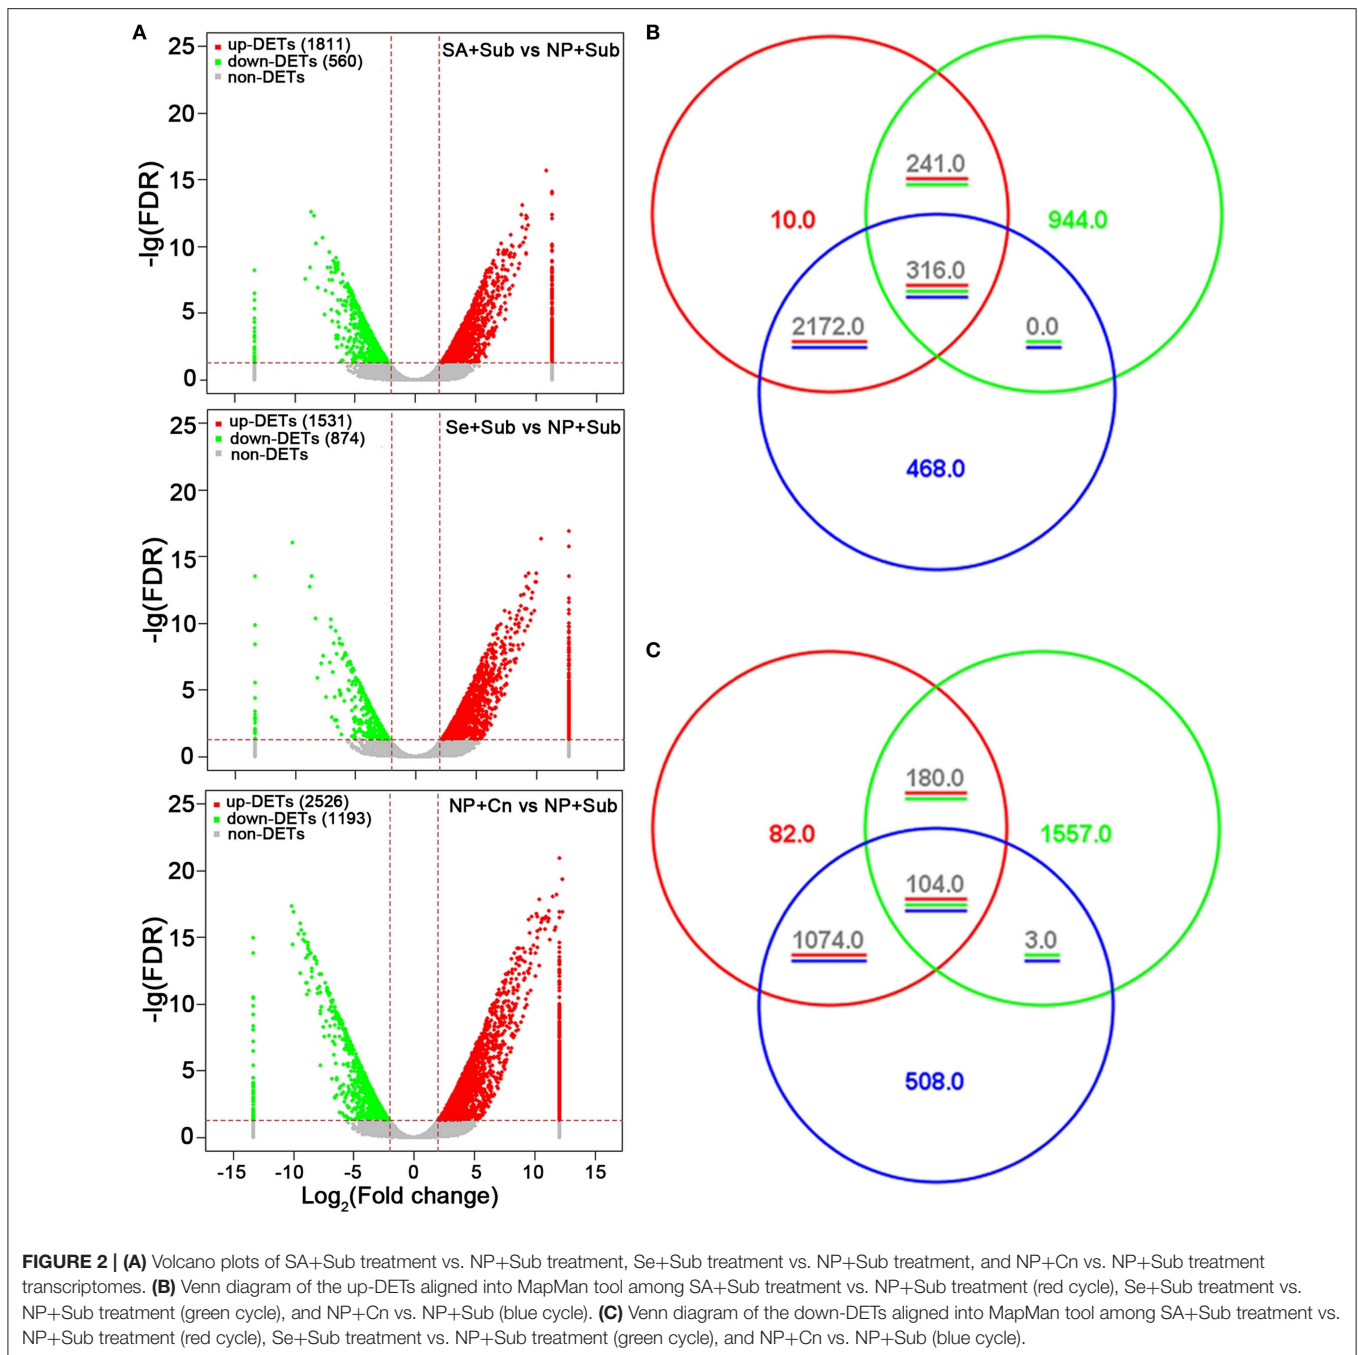 A
25
20
15
10
5
0
-lg(FDR)
up-DETs (1811)
down-DETs (560)
non-DETs
SA+Sub vs NP+Sub
25
20
15
10
5
0
-lg(FDR)
up-DETs (1531)
down-DETs (874)
non-DETs
Se+Sub vs NP+Sub
25
20
15
10
5
0
-lg(FDR)
up-DETs (2526)
down-DETs (1193)
non-DETs
NP+Cn vs NP+Sub
-15 -10 -5 0 5 10 15
Log2(Fold change)
B
241.0
10.0
944.0
316.0
2172.0
0.0
468.0
C
180.0
82.0
1557.0
104.0
1074.0
3.0
508.0
FIGURE 2 | (A) Volcano plots of SA+Sub treatment vs. NP+Sub treatment, Se+Sub treatment vs. NP+Sub treatment, and NP+Cn vs. NP+Sub treatment
transcriptomes. (B) Venn diagram of the up-DETs aligned into MapMan tool among SA+Sub treatment vs. NP+Sub treatment (red cycle), Se+Sub treatment vs.
NP+Sub treatment (green cycle), and NP+Cn vs. NP+Sub (blue cycle). (C) Venn diagram of the down-DETs aligned into MapMan tool among SA+Sub treatment vs.
NP+Sub treatment (red cycle), Se+Sub treatment vs. NP+Sub treatment (green cycle), and NP+Cn vs. NP+Sub (blue cycle).